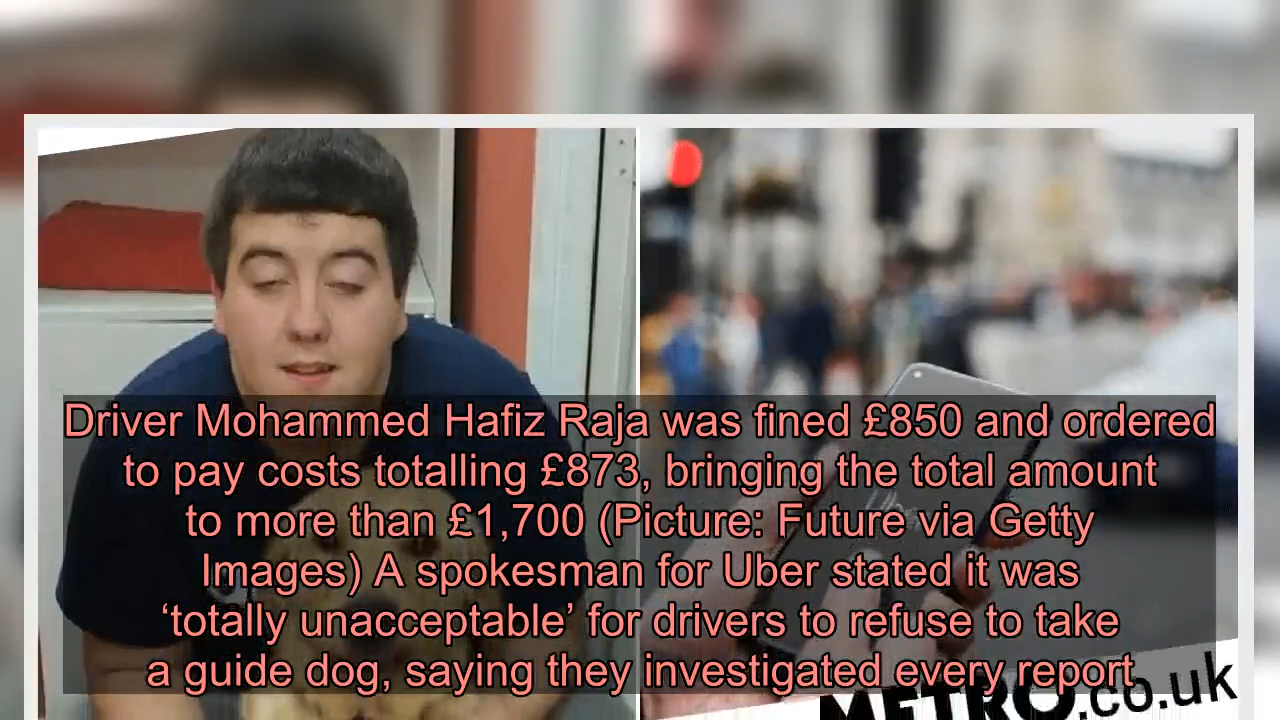 Driver Mohammed Hafiz Raja was fined £850 and ordered
to pay costs totalling £873, bringing the total amount
to more than £1,700 (Picture: Future via Getty
Images) A spokesman for Uber stated it was
‘totally unacceptable’ for drivers to refuse to take
a guide dog, saying they investigated every report
METRO.co.uk